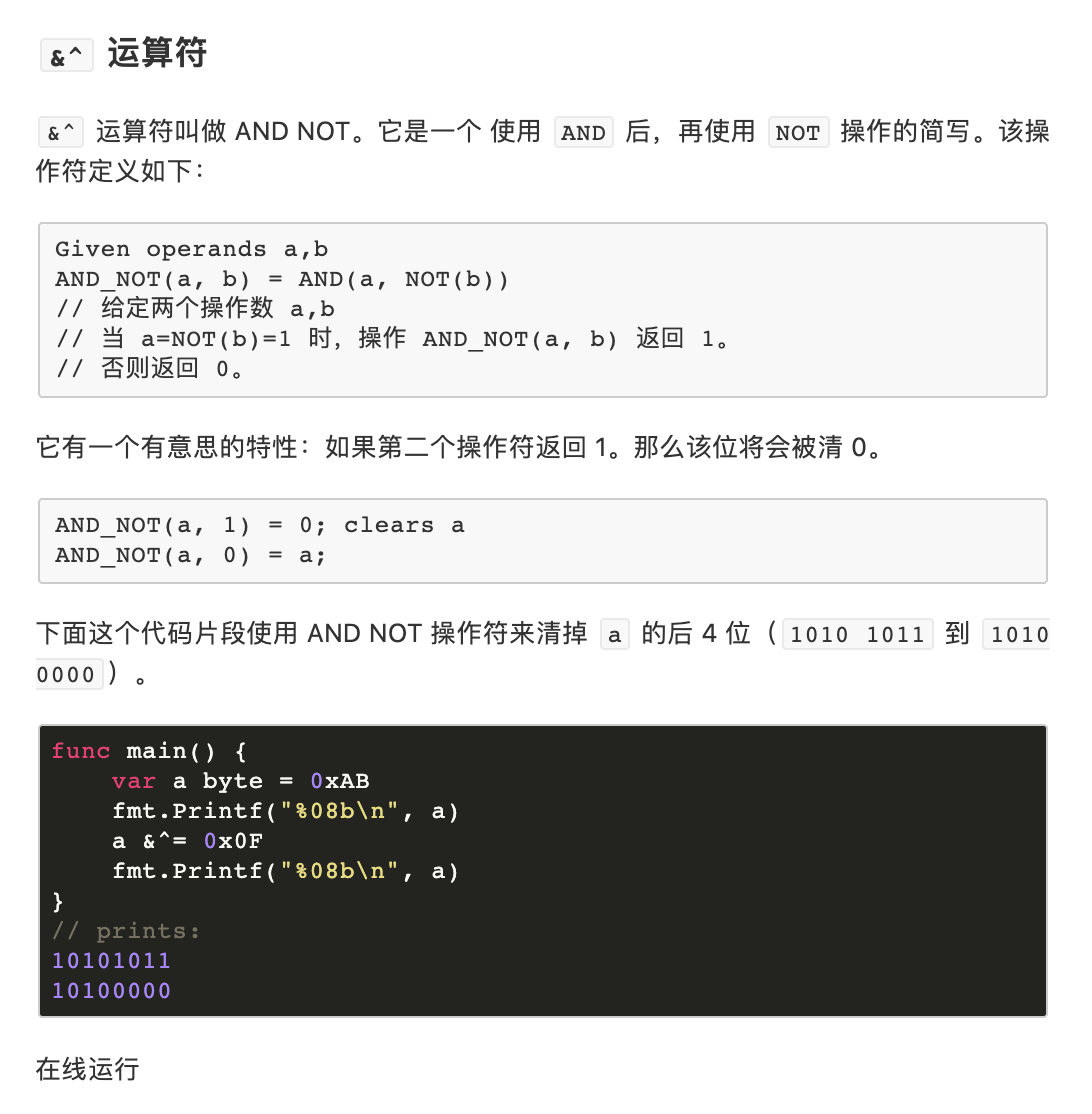 &^ 运算符
&^ 运算符叫做 AND NOT。它是一个 使用 AND 后，再使用 NOT 操作的简写。该操
作符定义如下：
Given operands a,b
AND_NOT(a, b) = AND(a, NOT(b))
// 给定两个操作数 a,b
// 当 a=NOT(b)=1 时，操作 AND_NOT(a, b) 返回 1。
// 否则返回 0。
它有一个有意思的特性：如果第二个操作符返回 1。那么该位将会被清 0。
AND_NOT(a, 1) = 0; clears a
AND_NOT(a, 0) = a;
下面这个代码片段使用 AND NOT 操作符来清掉 a 的后 4 位（1010 1011 到 1010
0000）。
func main() {
    var a byte = 0xAB
    fmt.Printf("%08b\n", a)
    a &^= 0x0F
    fmt.Printf("%08b\n", a)
}
// prints:
10101011
10100000
在线运行